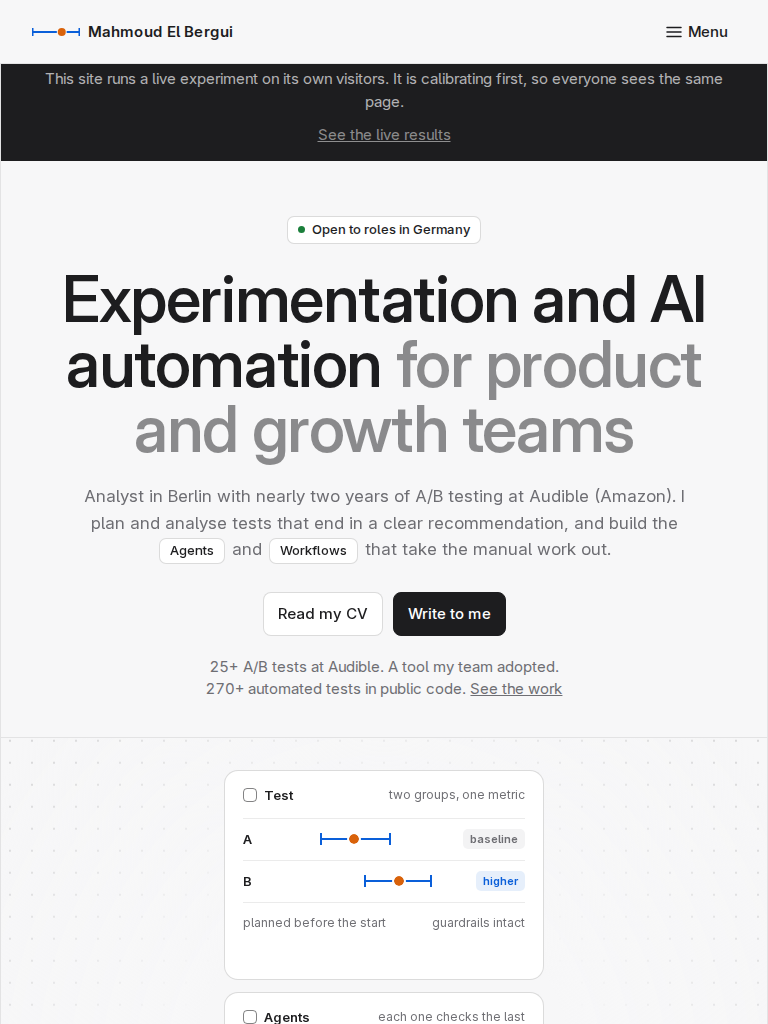 Mahmoud El Bergui
Menu
This site runs a live experiment on its own visitors. It is calibrating first, so everyone sees the same
page.
See the live results
Open to roles in Germany
Experimentation and AI
automation for product
and growth teams
Analyst in Berlin with nearly two years of A/B testing at Audible (Amazon). I
plan and analyse tests that end in a clear recommendation, and build the
Agents and Workflows that take the manual work out.
Read my CV Write to me
25+ A/B tests at Audible. A tool my team adopted.
270+ automated tests in public code. See the work
Test two groups, one metric
A baseline
B higher
planned before the start guardrails intact
Agents each one checks the last